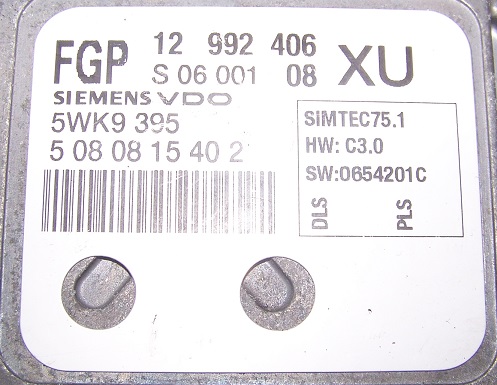 FGP 12 992 406 XU
S 06 001 08
SIEMENS VDO
5WK9 395
5 08 08 15 40 2
SIMTEC75.1
HW: C3.0
SW:0654201C
DLS PLS